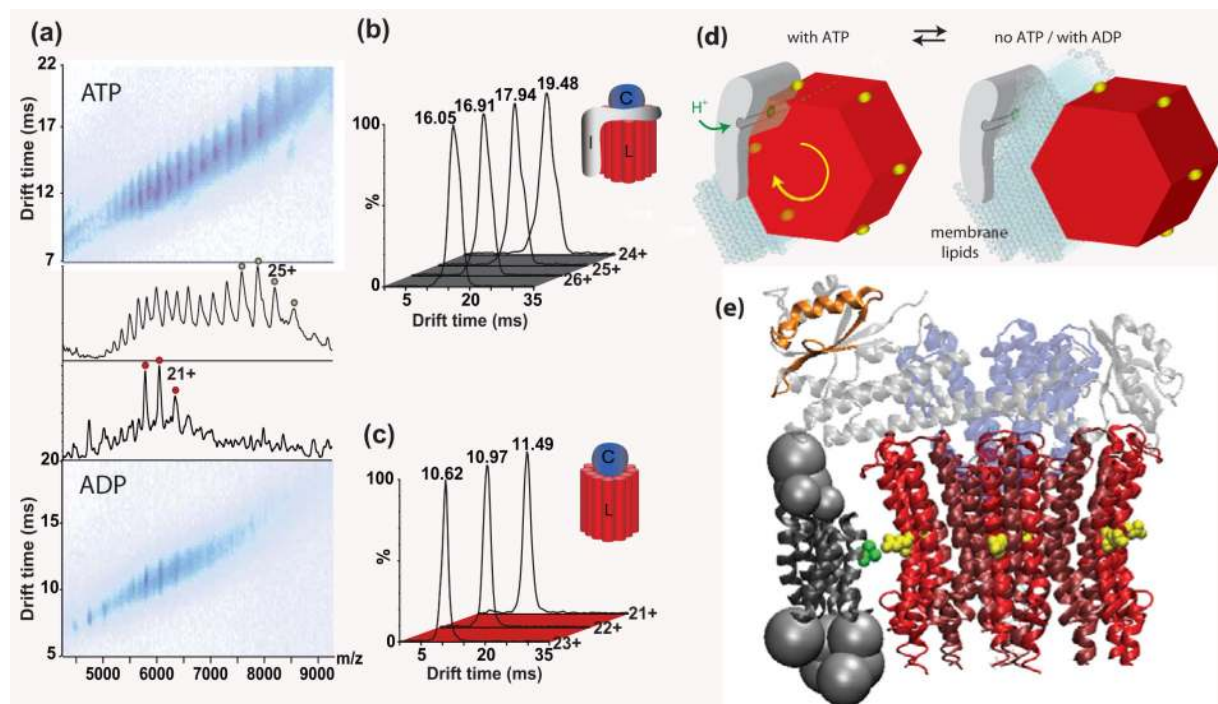 (a)
22
ATP
17
12
7
Drift time (ms)
25+
21+
20
ADP
15
10
5
Drift time (ms)
5000 6000 7000 8000 9000 m/z
(b)
16.05 16.91 17.94 19.48
100
%
0
24+
25+
26+
5 20 35
Drift time (ms)
C
I
L
(c)
10.62 10.97 11.49
100
%
0
21+
22+
23+
5 20 35
Drift time (ms)
C
L
(d)
with ATP
no ATP / with ADP
H+
membrane
lipids
(e)